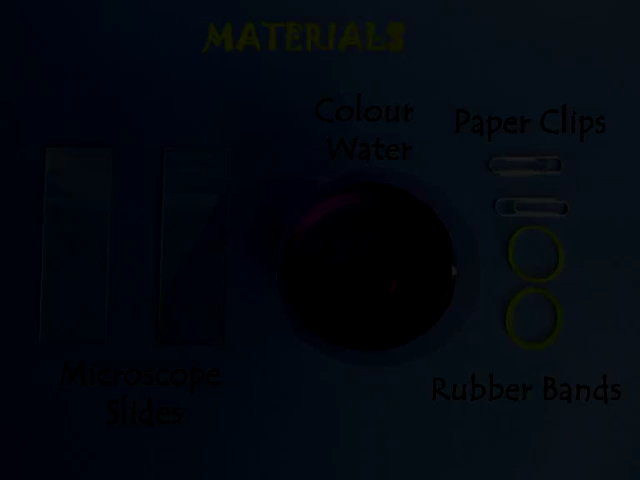 MATERIALS
Colour
Water
Paper Clips
Microscope
Slides
Rubber Bands